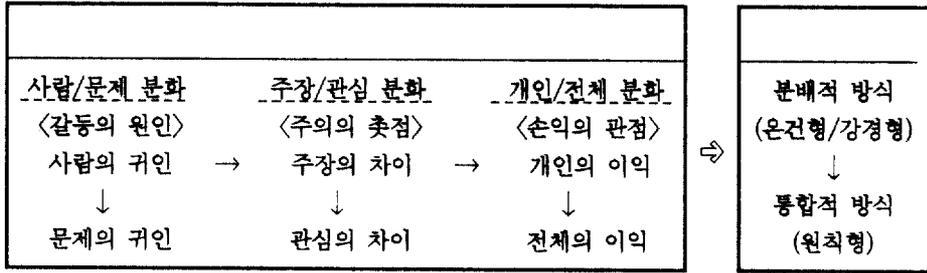 사람/문제 분화 주장/관심 분화 개인/전체 분화 분배적 방식
〈갈등의 원인〉 〈주의의 촛점〉 〈손익의 관점〉 (온건형/강경형)
사람의 귀인 → 주장의 차이 → 개인의 이익 ⇨ ↓
↓ ↓ ↓ 통합적 방식
문제의 귀인 관심의 차이 전체의 이익 (원칙형)